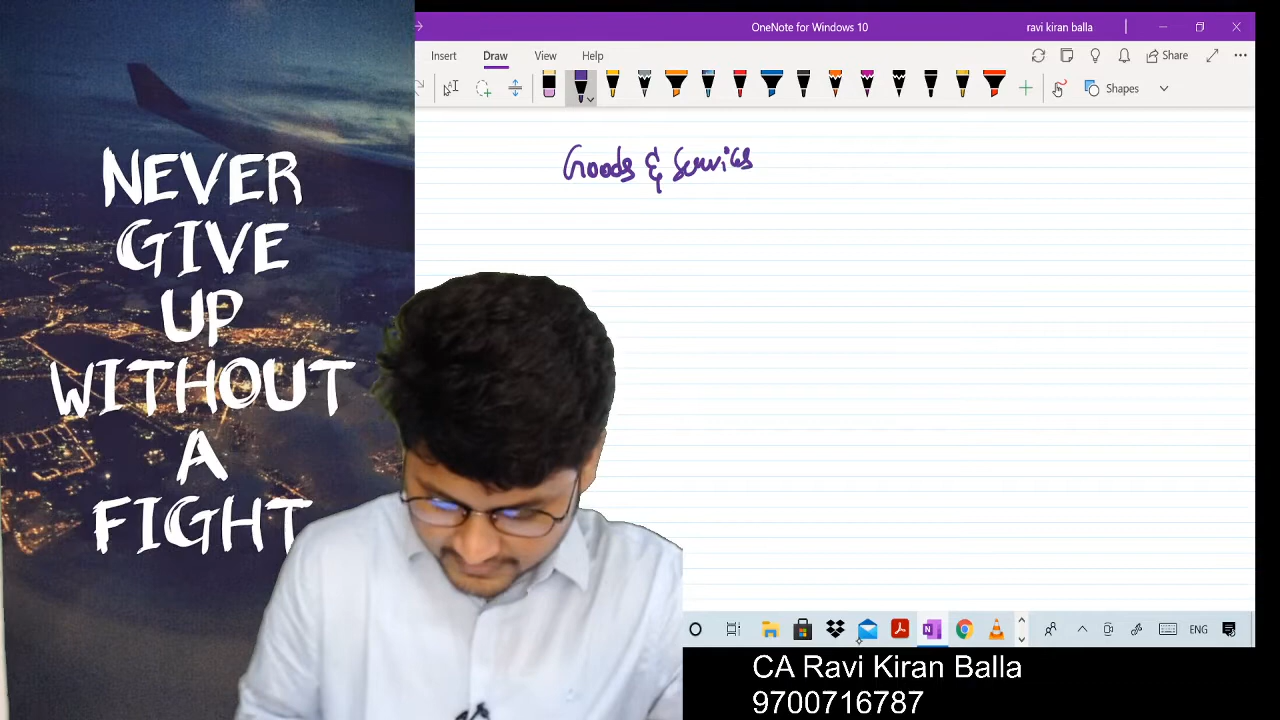 NEVER
GIVE
UP
WITHOUT
A
FIGHT
OneNote for Windows 10
ravi kiran balla
Insert
Draw
View
Help
Share
Shapes
Goods & Services
ENG
CA Ravi Kiran Balla
9700716787